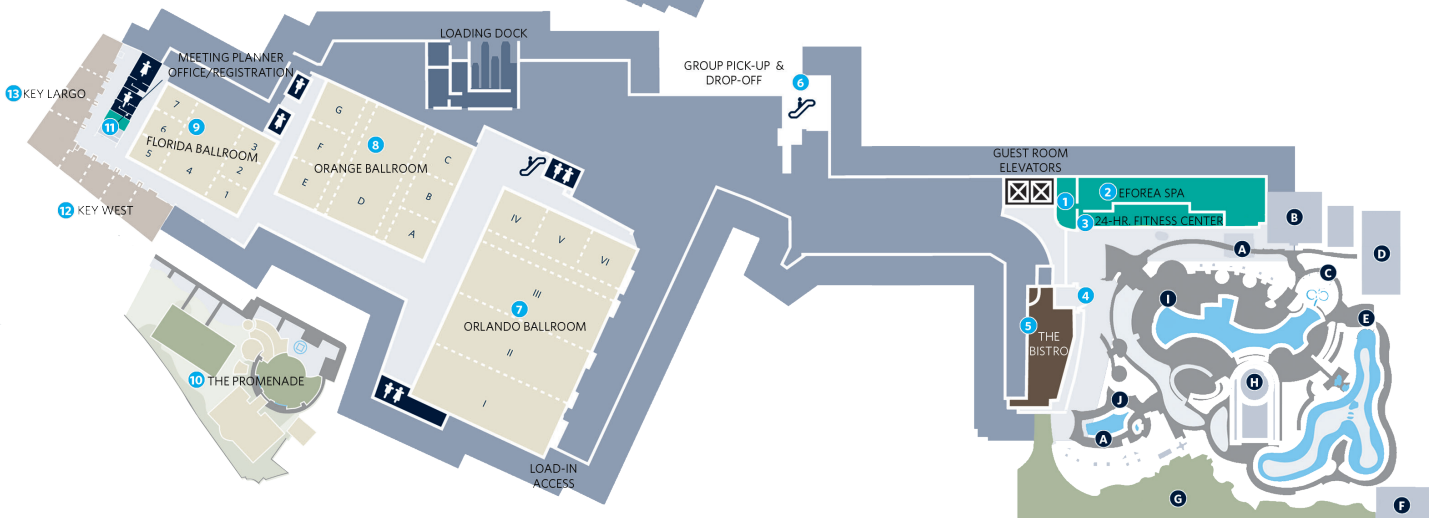 LOADING DOCK
MEETING PLANNER
OFFICE/REGISTRATION
GROUP PICK-UP &
DROP-OFF
6
13 KEY LARGO
11
7
9
6
FLORIDA BALLROOM
3
5
4
2
1
12 KEY WEST
G
8
F
ORANGE BALLROOM
C
E
D
B
A
IV
V
VI
III
7
ORLANDO BALLROOM
II
I
10 THE PROMENADE
LOAD-IN
ACCESS
GUEST ROOM
ELEVATORS
1
2 EFOREA SPA
3 24-HR. FITNESS CENTER
4
5
THE
BISTRO
A
B
C
D
E
I
H
J
A
G
F